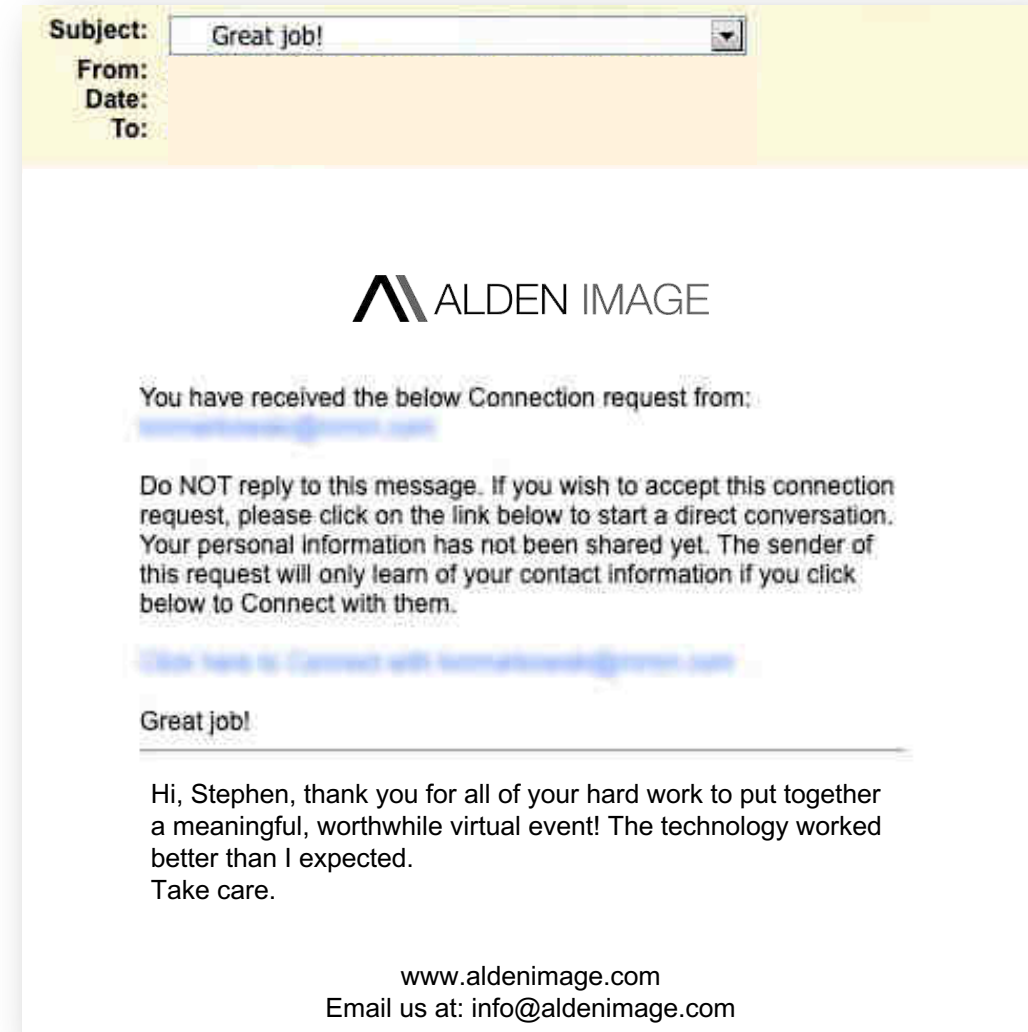 Subject: Great job!
From:
Date:
To:
ALDEN IMAGE
You have received the below Connection request from:
Do NOT reply to this message. If you wish to accept this connection
request, please click on the link below to start a direct conversation.
Your personal information has not been shared yet. The sender of
this request will only learn of your contact information if you click
below to Connect with them.
Click here to Connect with
Great job!
Hi, Stephen, thank you for all of your hard work to put together
a meaningful, worthwhile virtual event! The technology worked
better than I expected.
Take care.
www.aldenimage.com
Email us at: info@aldenimage.com